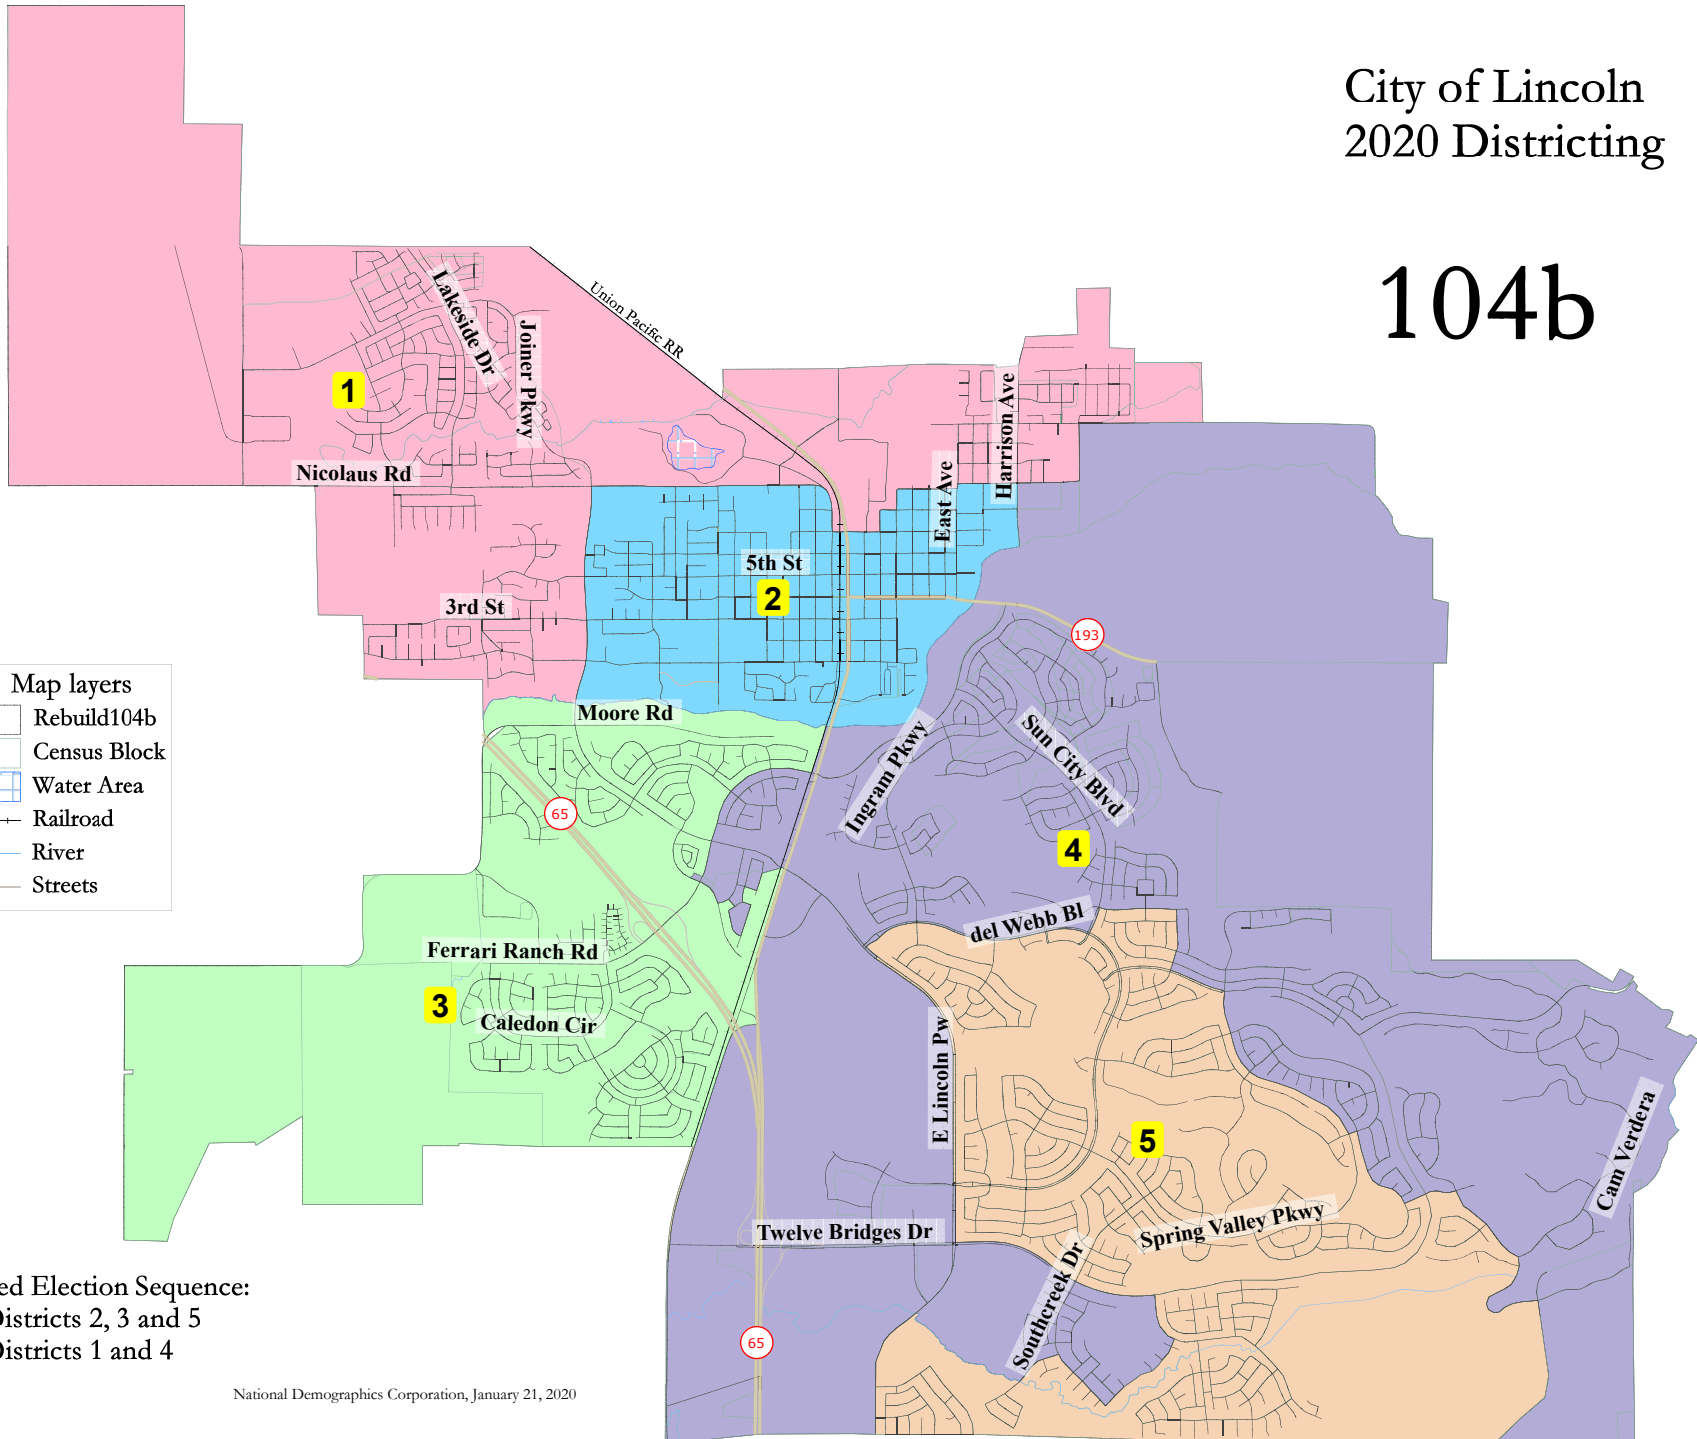 City of Lincoln
2020 Districting
104b
Union Pacific RR
Lakeside Dr
Joiner Pkwy
1
Harrison Ave
East Ave
Nicolaus Rd
5th St
2
3rd St
193
Map layers
Rebuild104b
Census Block
Water Area
Railroad
River
Streets
Moore Rd
Ingram Pkwy
Sun City Blvd
65
4
del Webb Bl
Ferrari Ranch Rd
3
Caledon Cir
E Lincoln Pw
5
Cam Verdera
Spring Valley Pkwy
Twelve Bridges Dr
Southcreek Dr
65
ed Election Sequence:
Districts 2, 3 and 5
Districts 1 and 4
National Demographics Corporation, January 21, 2020